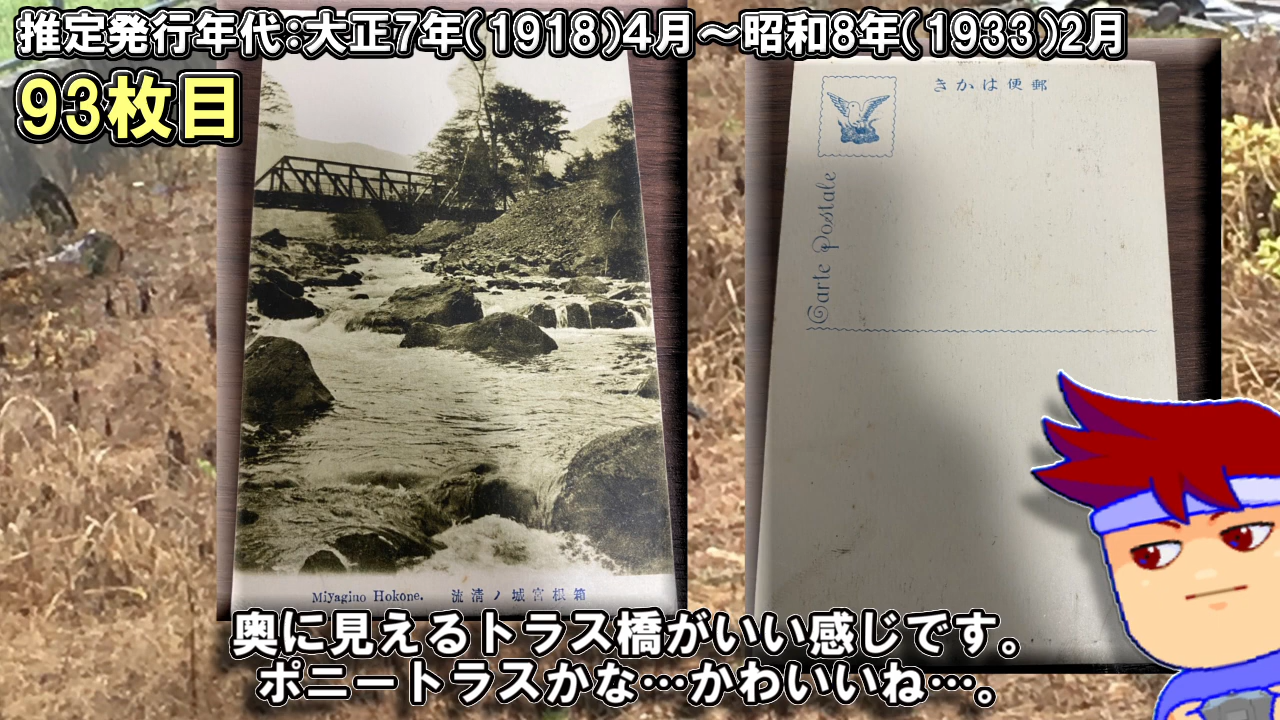 推定発行年代：大正7年（1918）4月～昭和8年（1933）2月
93枚目
きかは便郵
Carte Postale
Miyagino Hokone. 流清ノ城宮根箱
奥に見えるトラス橋がいい感じです。
ポニートラスかな…かわいいね…。